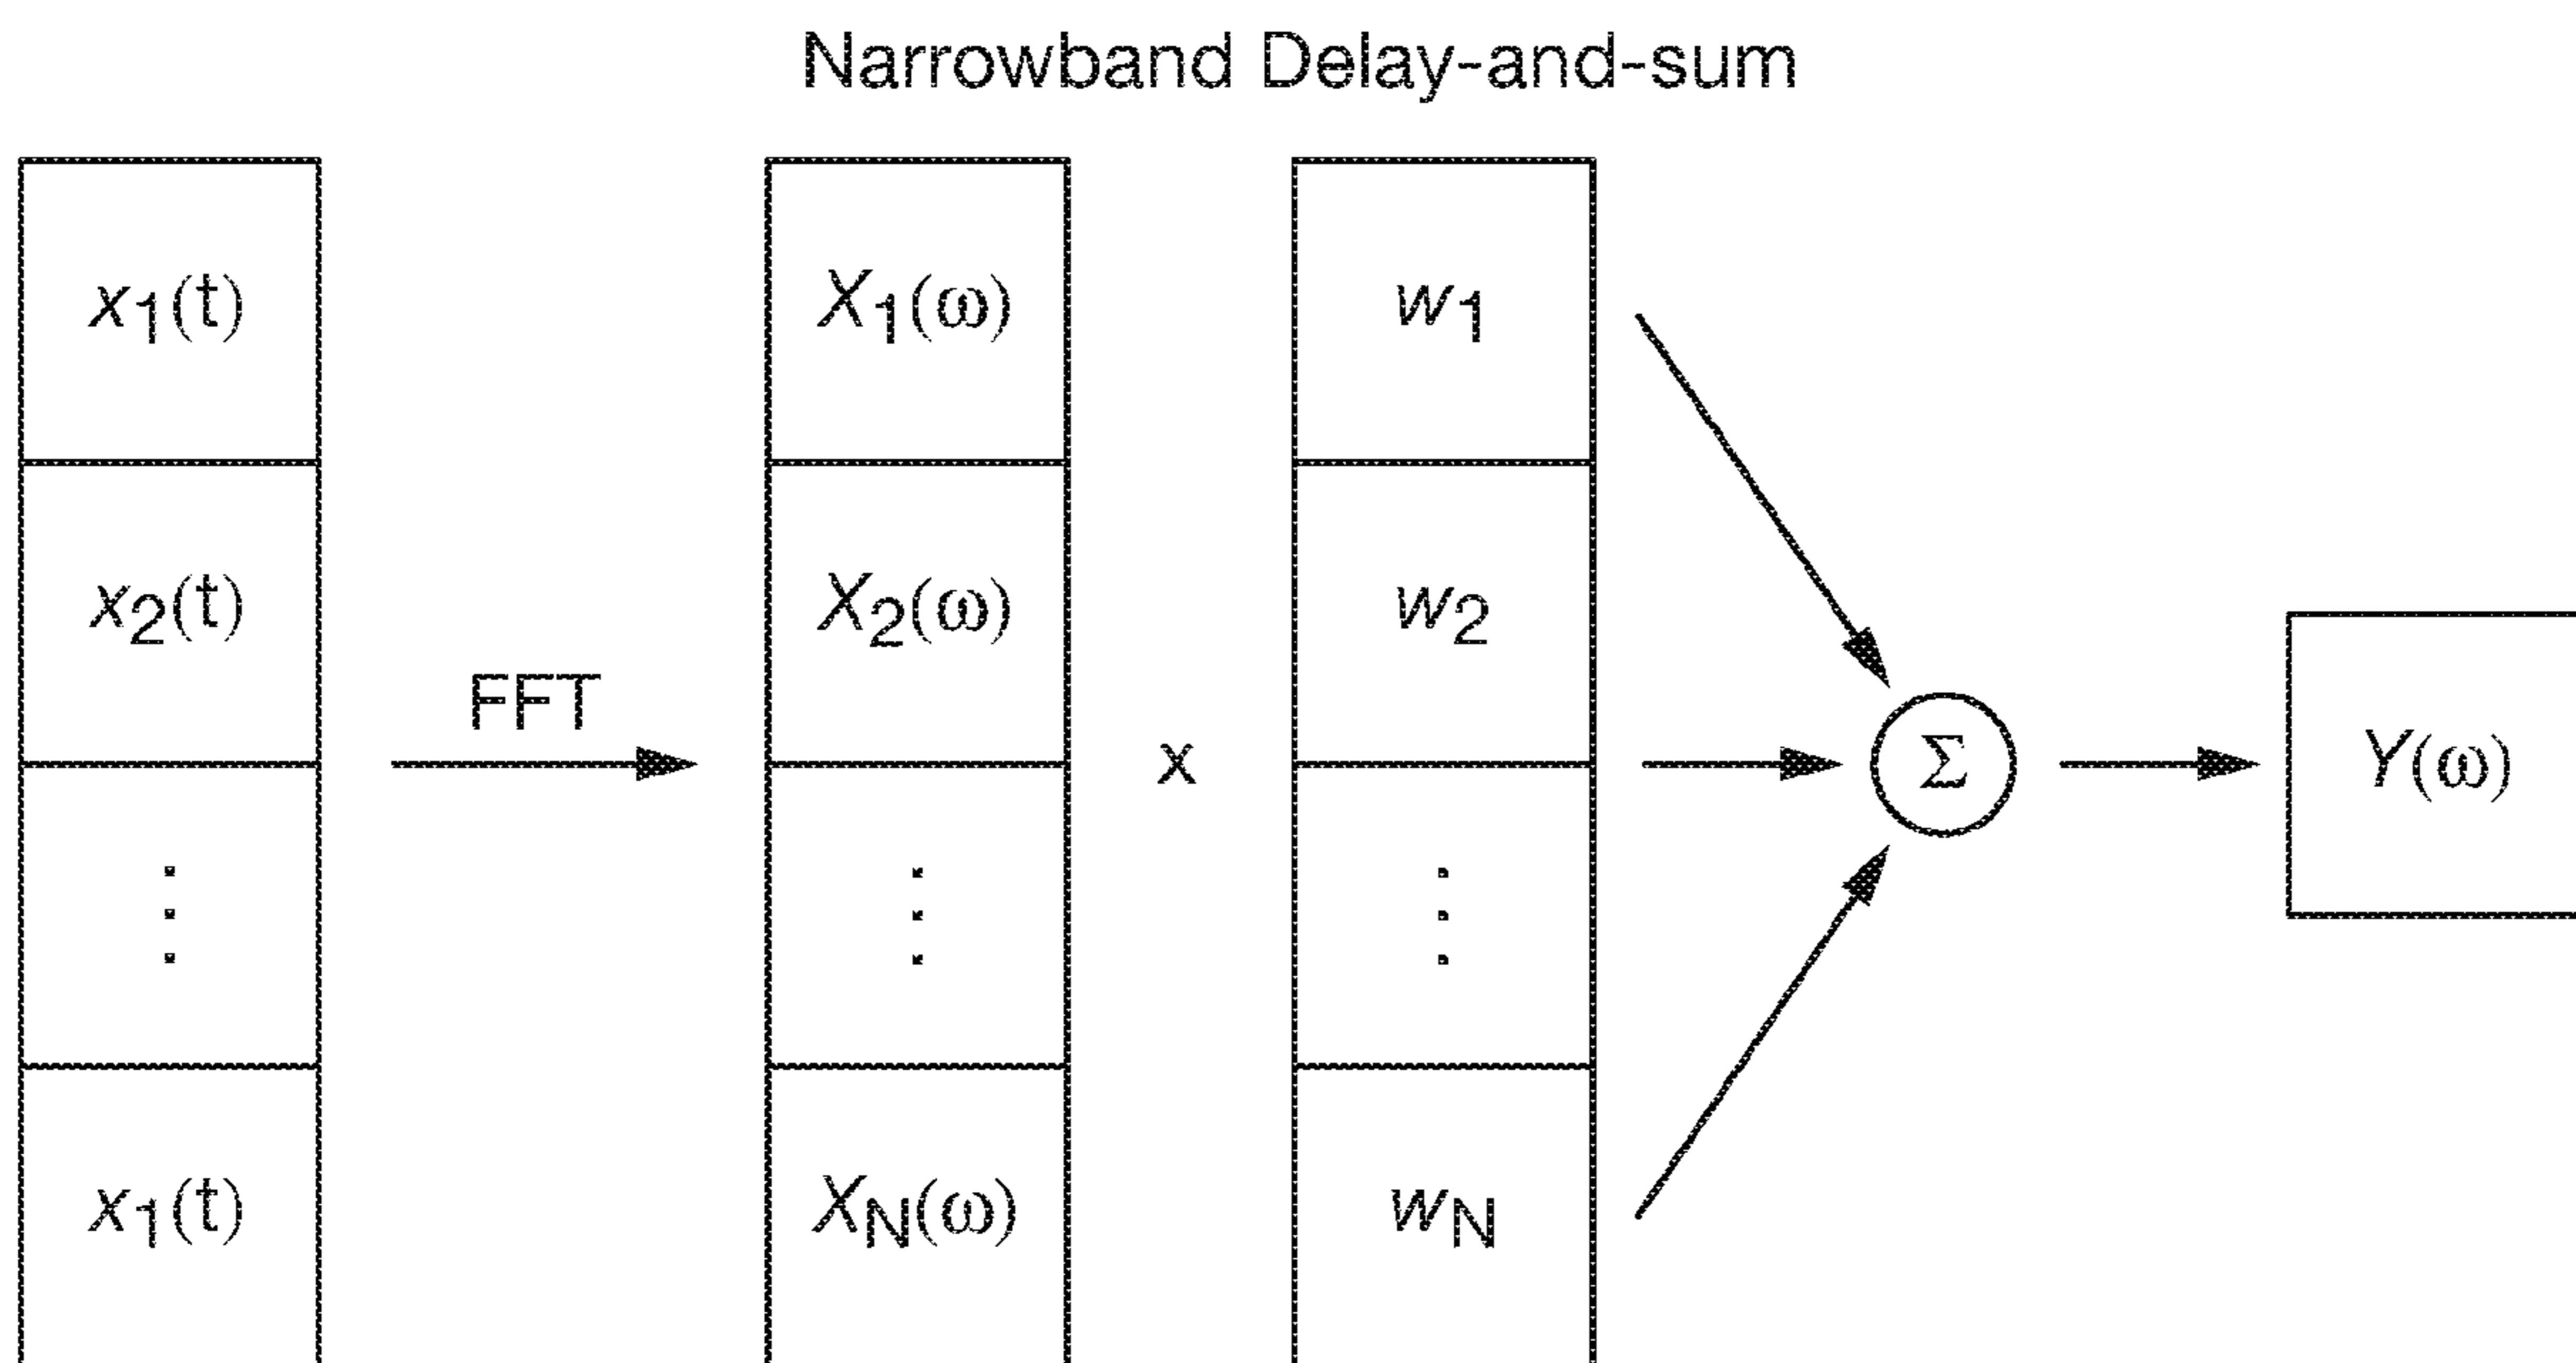 Narrowband Delay-and-sum
x1(t)
x2(t)
⋮
x1(t)
FFT
X1(ω)
X2(ω)
⋮
XN(ω)
x
w1
w2
⋮
wN
Σ
Y(ω)